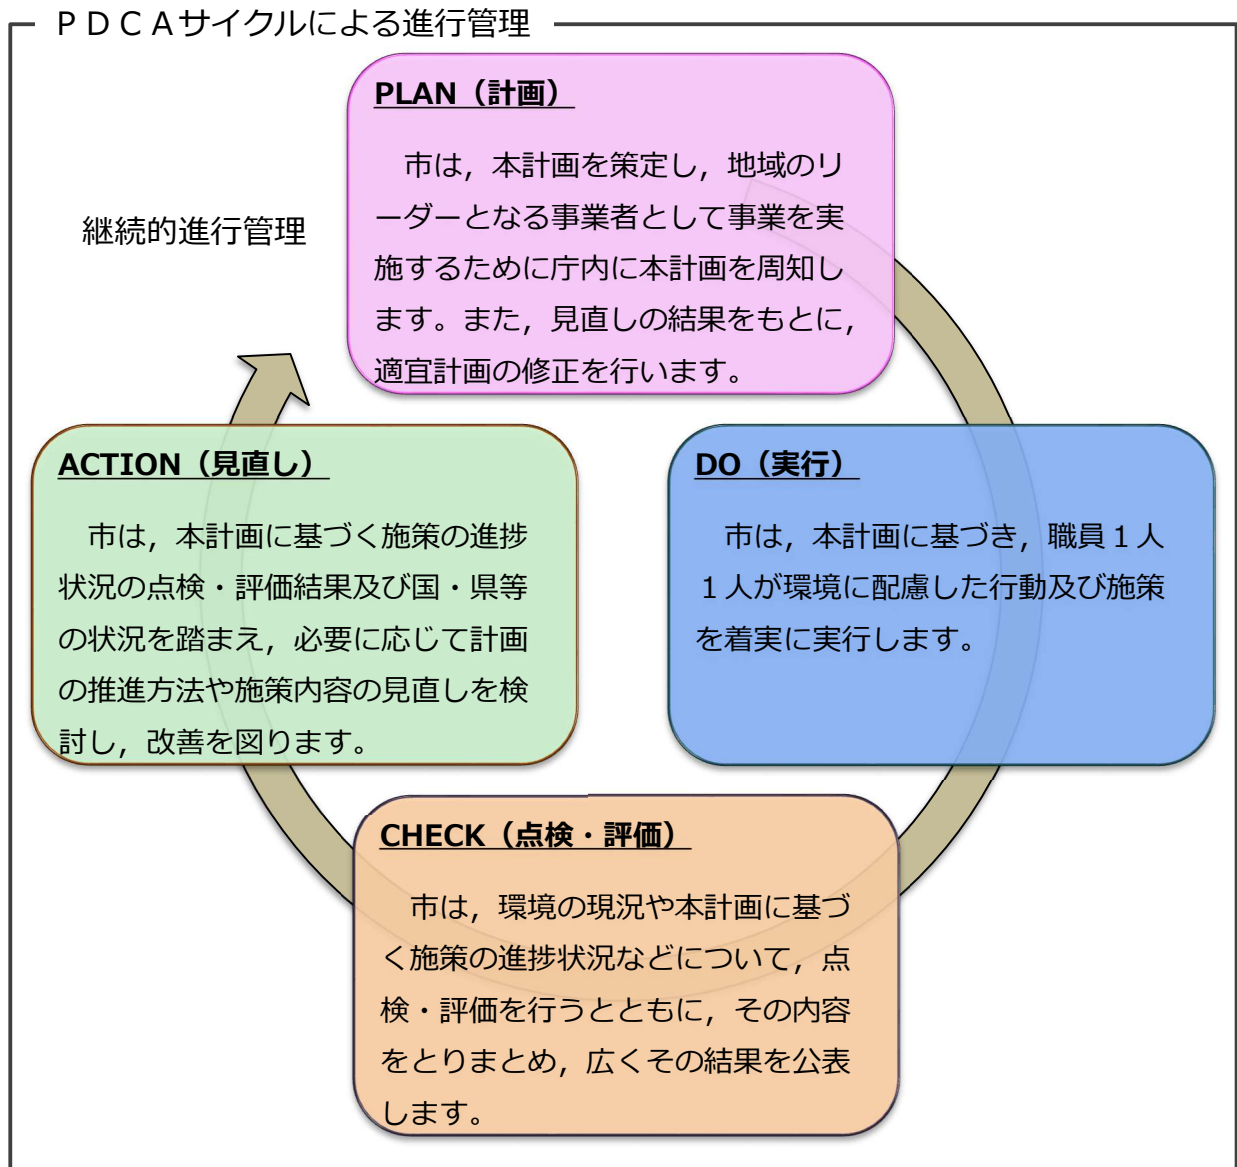 ＰＤＣＡサイクルによる進行管理
PLAN（計画）
市は，本計画を策定し，地域のリ
ーダーとなる事業者として事業を実
施するために庁内に本計画を周知し
ます。また，見直しの結果をもとに，
適宜計画の修正を行います。
継続的進行管理
ACTION（見直し）
市は，本計画に基づく施策の進捗
状況の点検・評価結果及び国・県等
の状況を踏まえ，必要に応じて計画
の推進方法や施策内容の見直しを検
討し，改善を図ります。
DO（実行）
市は，本計画に基づき，職員１人
１人が環境に配慮した行動及び施策
を着実に実行します。
CHECK（点検・評価）
市は，環境の現況や本計画に基づ
く施策の進捗状況などについて，点
検・評価を行うとともに，その内容
をとりまとめ，広くその結果を公表
します。